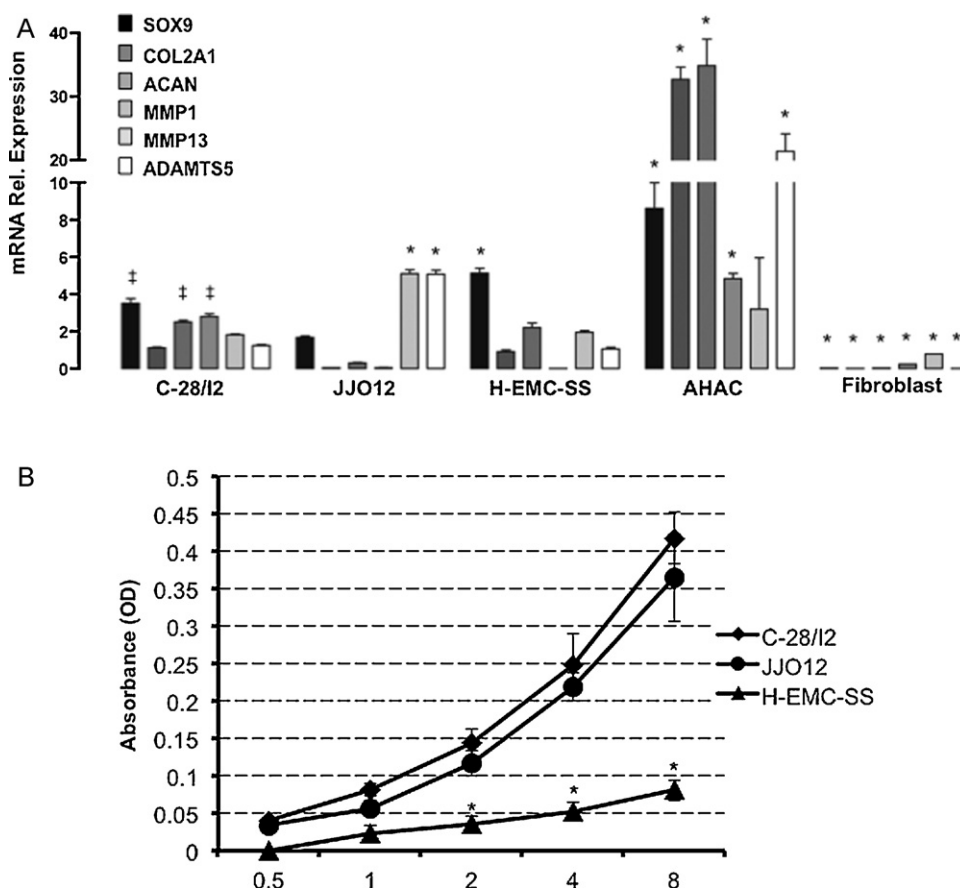 A
SOX9
COL2A1
ACAN
MMP1
MMP13
ADAMTS5
mRNA Rel. Expression
40
30
20
10
8
6
4
2
0
‡ ‡ ‡
* *
*
* * * * *
* * * * * *
C-28/I2 JJO12 H-EMC-SS AHAC Fibroblast
B
Absorbance (OD)
0.5
0.45
0.4
0.35
0.3
0.25
0.2
0.15
0.1
0.05
0
* * *
C-28/I2
JJO12
H-EMC-SS
0.5 1 2 4 8